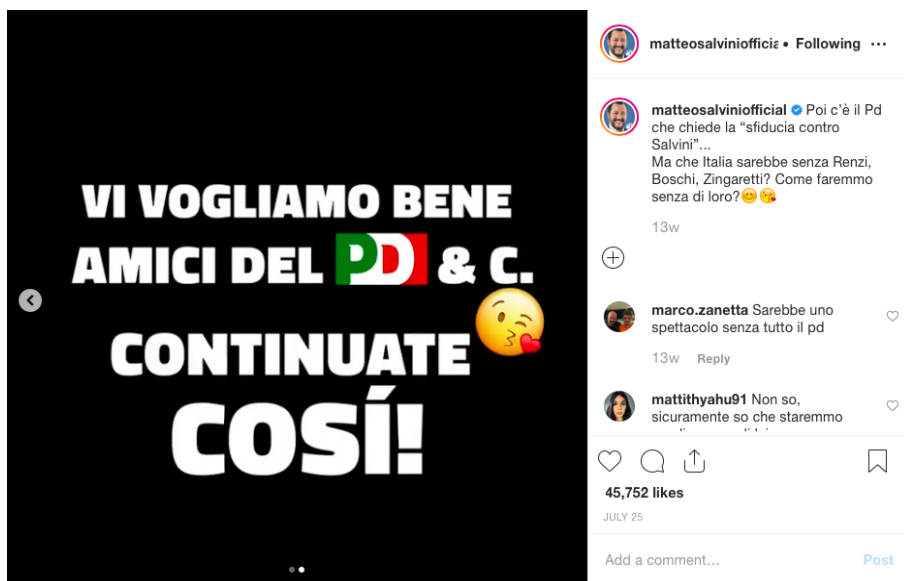 VI VOGLIAMO BENE
AMICI DEL PD & C.
CONTINUATE
COSÍ!
matteosalviniofficia • Following
matteosalviniofficial Poi c'è il Pd
che chiede la “sfiducia contro
Salvini”...
Ma che Italia sarebbe senza Renzi,
Boschi, Zingaretti? Come faremmo
senza di loro?😊😘
13w
marco.zanetta Sarebbe uno
spettacolo senza tutto il pd
13w Reply
mattithyahu91 Non so,
sicuramente so che staremmo
45,752 likes
JULY 25
Add a comment...
Post